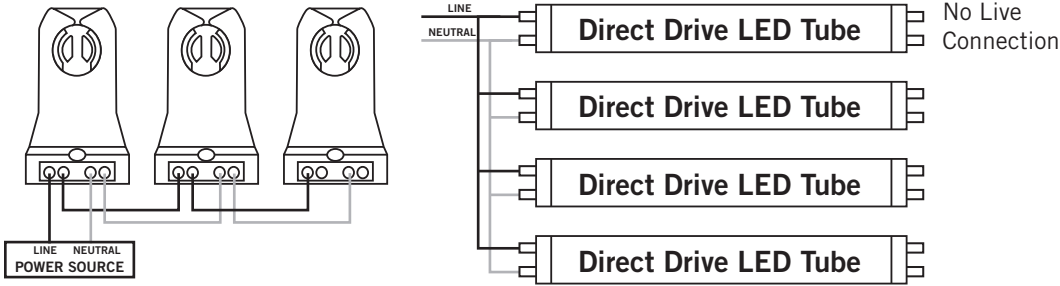 LINE NEUTRAL
POWER SOURCE
LINE
NEUTRAL
Direct Drive LED Tube
No Live
Connection
Direct Drive LED Tube
Direct Drive LED Tube
Direct Drive LED Tube